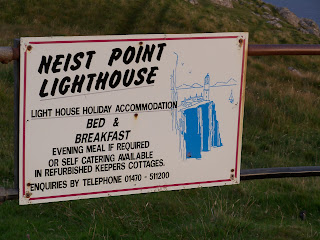 NEIST POINT
LIGHTHOUSE
LIGHT HOUSE HOLIDAY ACCOMMODATION
BED &
BREAKFAST
EVENING MEAL IF REQUIRED
OR SELF CATERING AVAILABLE
IN REFURBISHED KEEPERS COTTAGES.
ENQUIRIES BY TELEPHONE 01470 - 511200